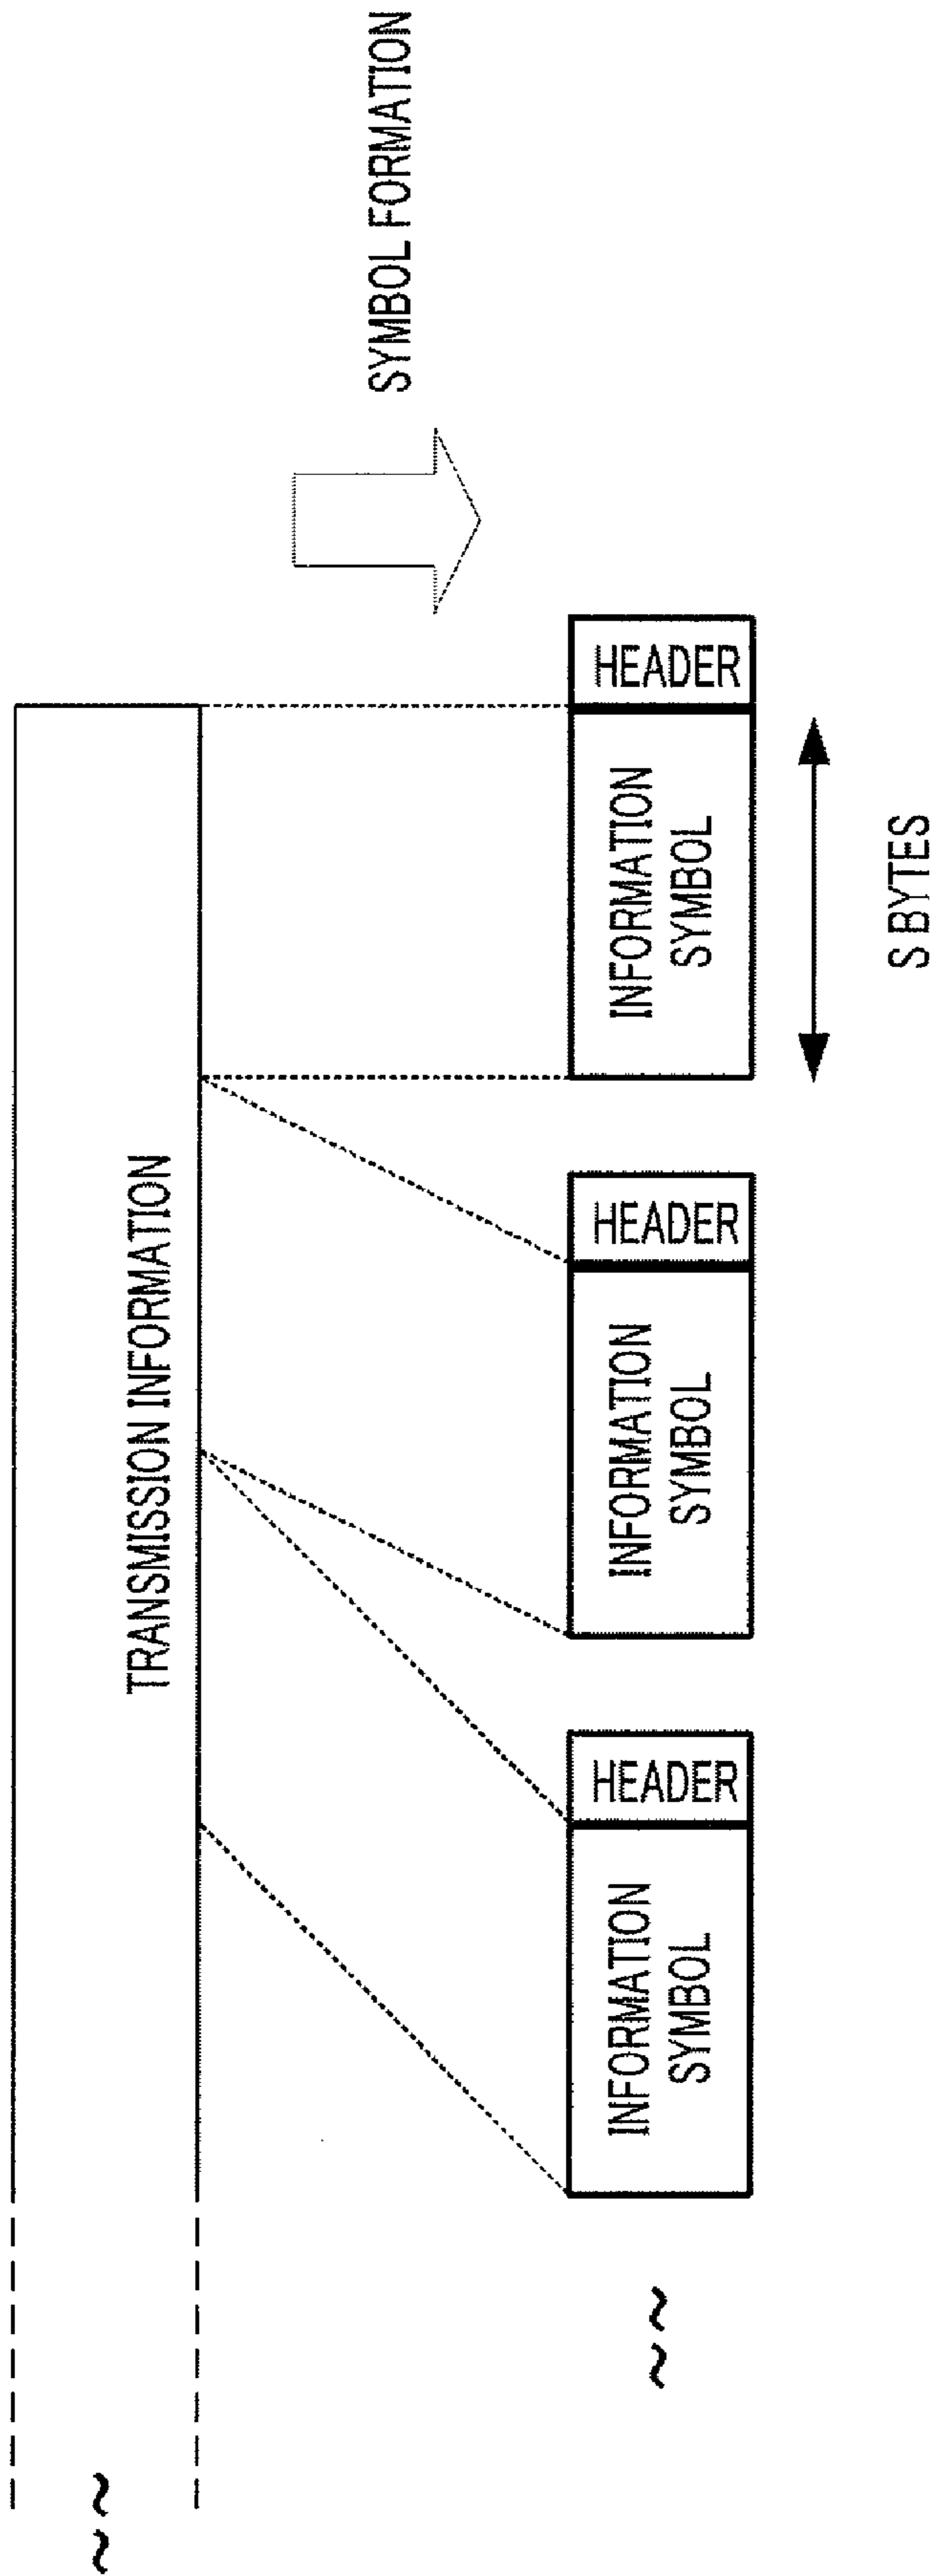 TRANSMISSION INFORMATION
SYMBOL FORMATION
INFORMATION
SYMBOL
HEADER
INFORMATION
SYMBOL
HEADER
INFORMATION
SYMBOL
HEADER
S BYTES